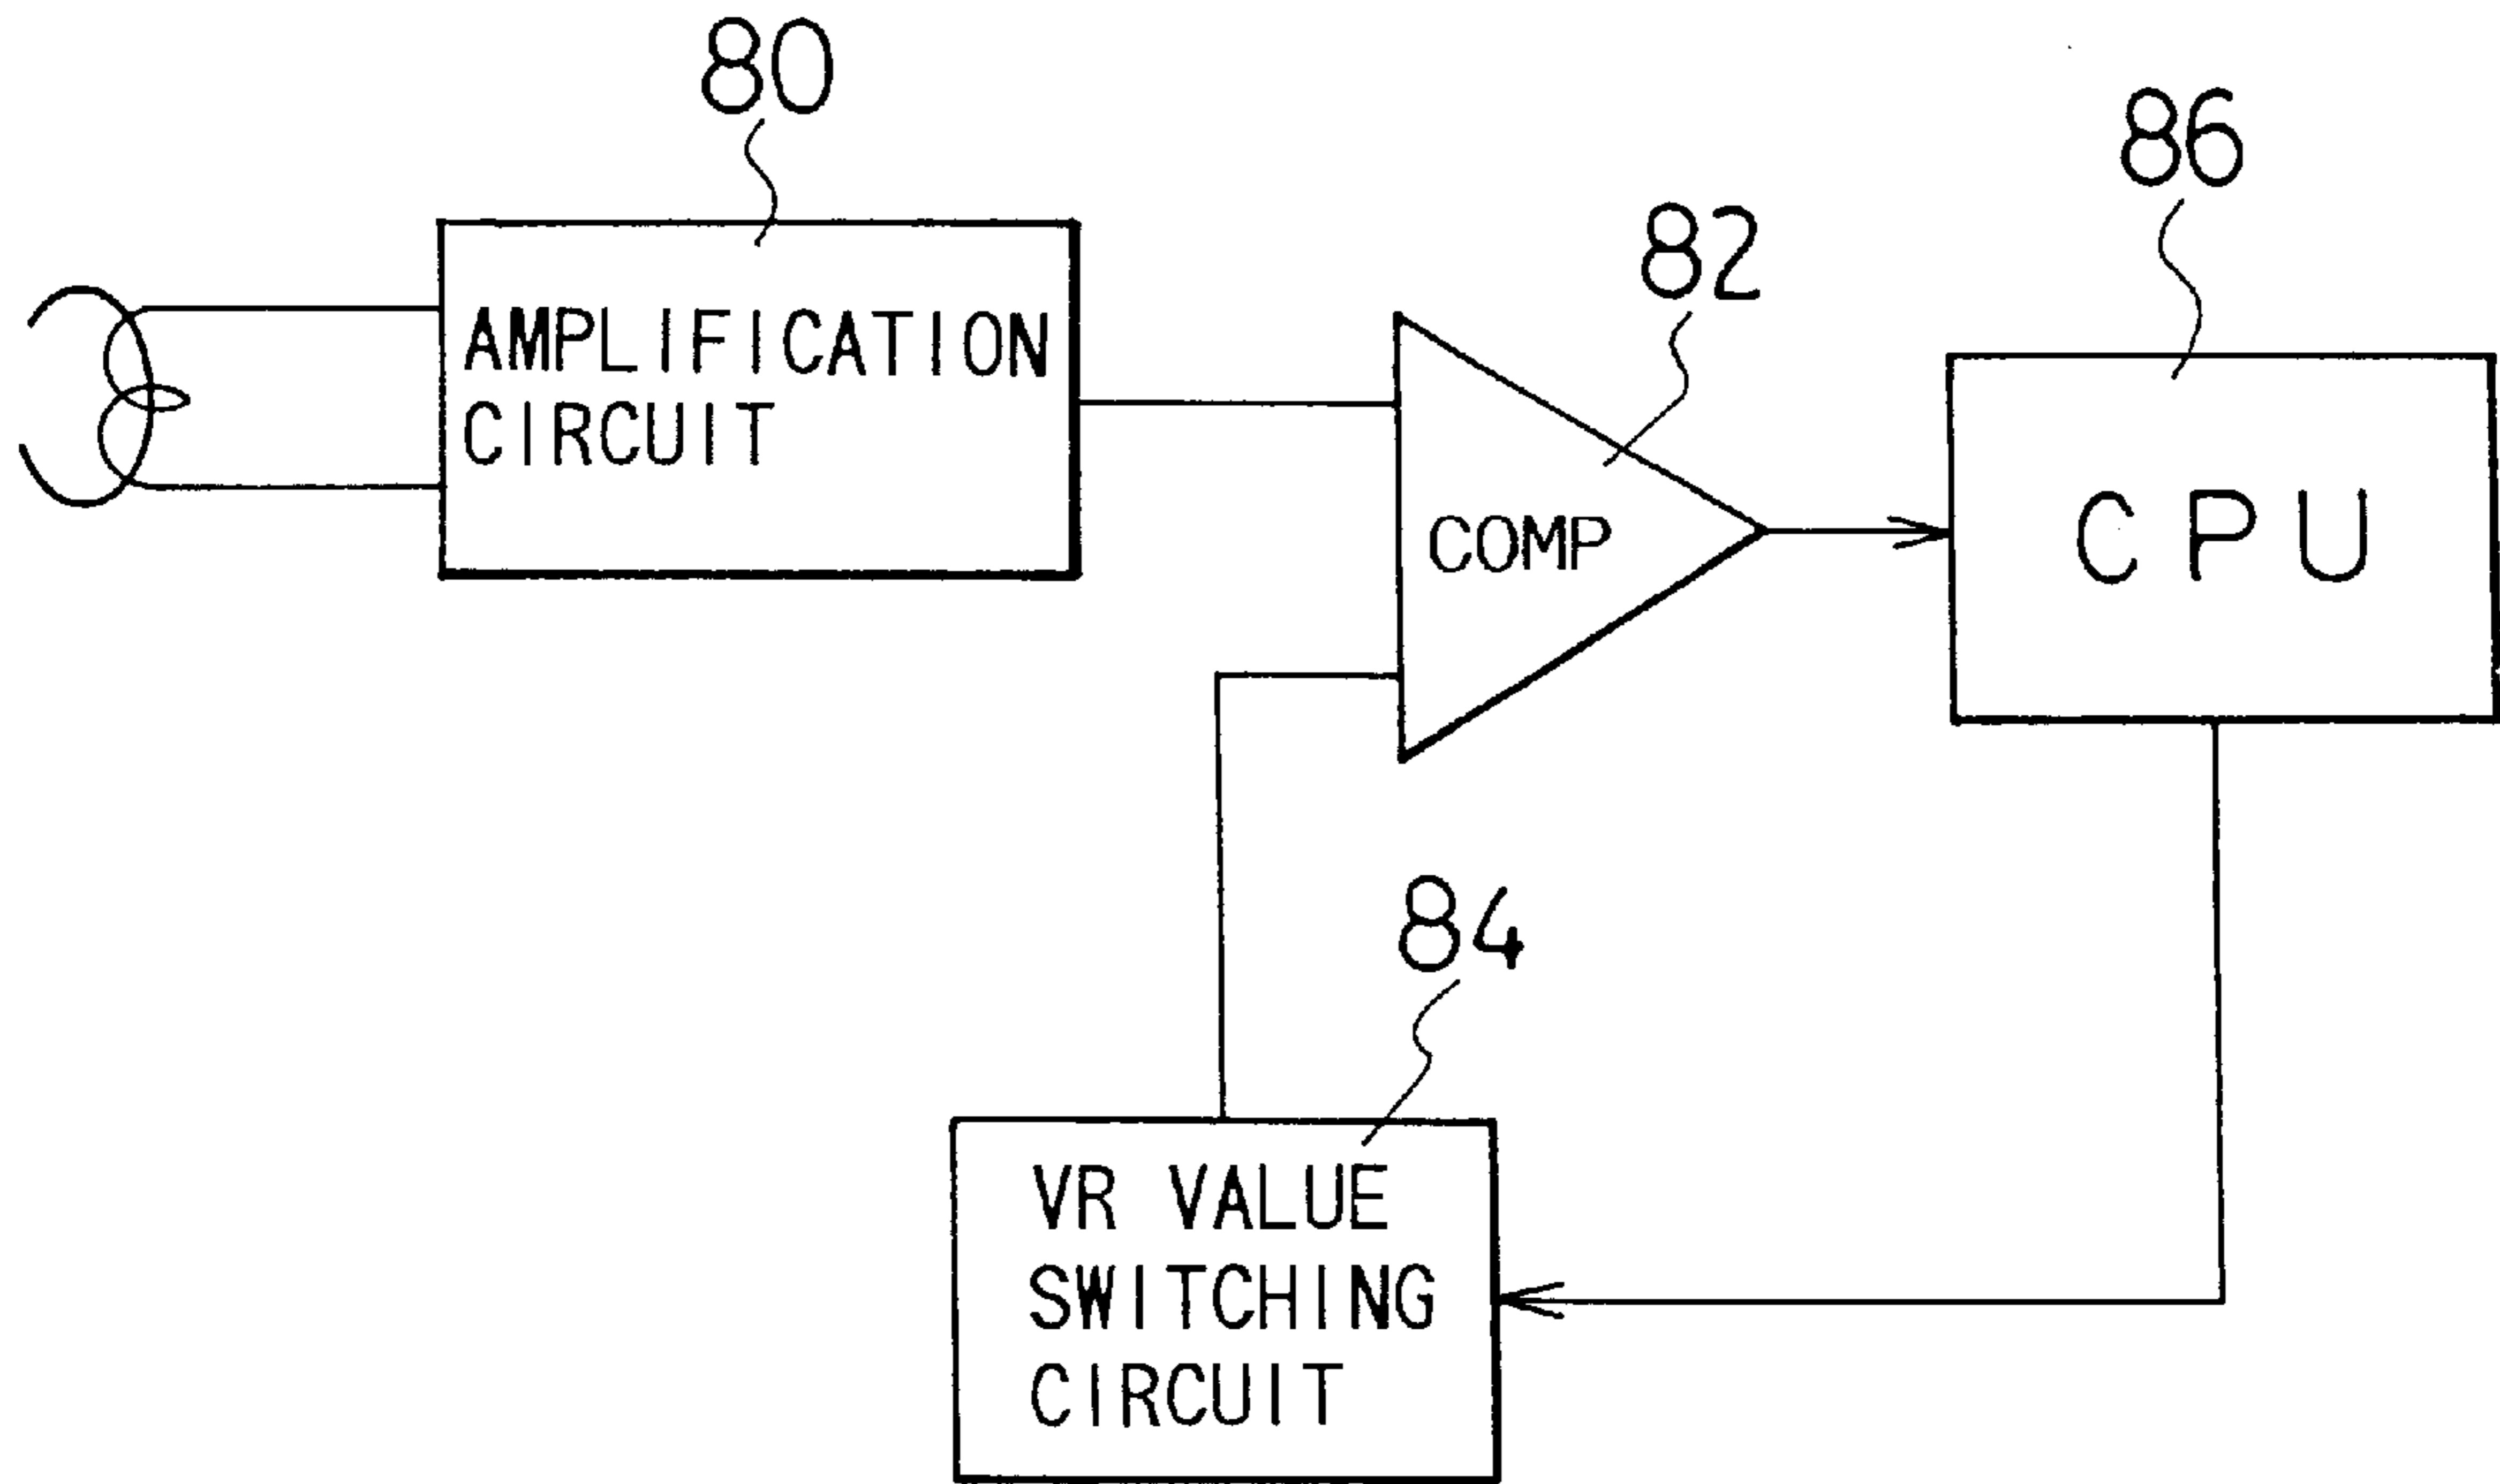 80
86
82
AMPLIFICATION
CIRCUIT
COMP
CPU
84
VR VALUE
SWITCHING
CIRCUIT